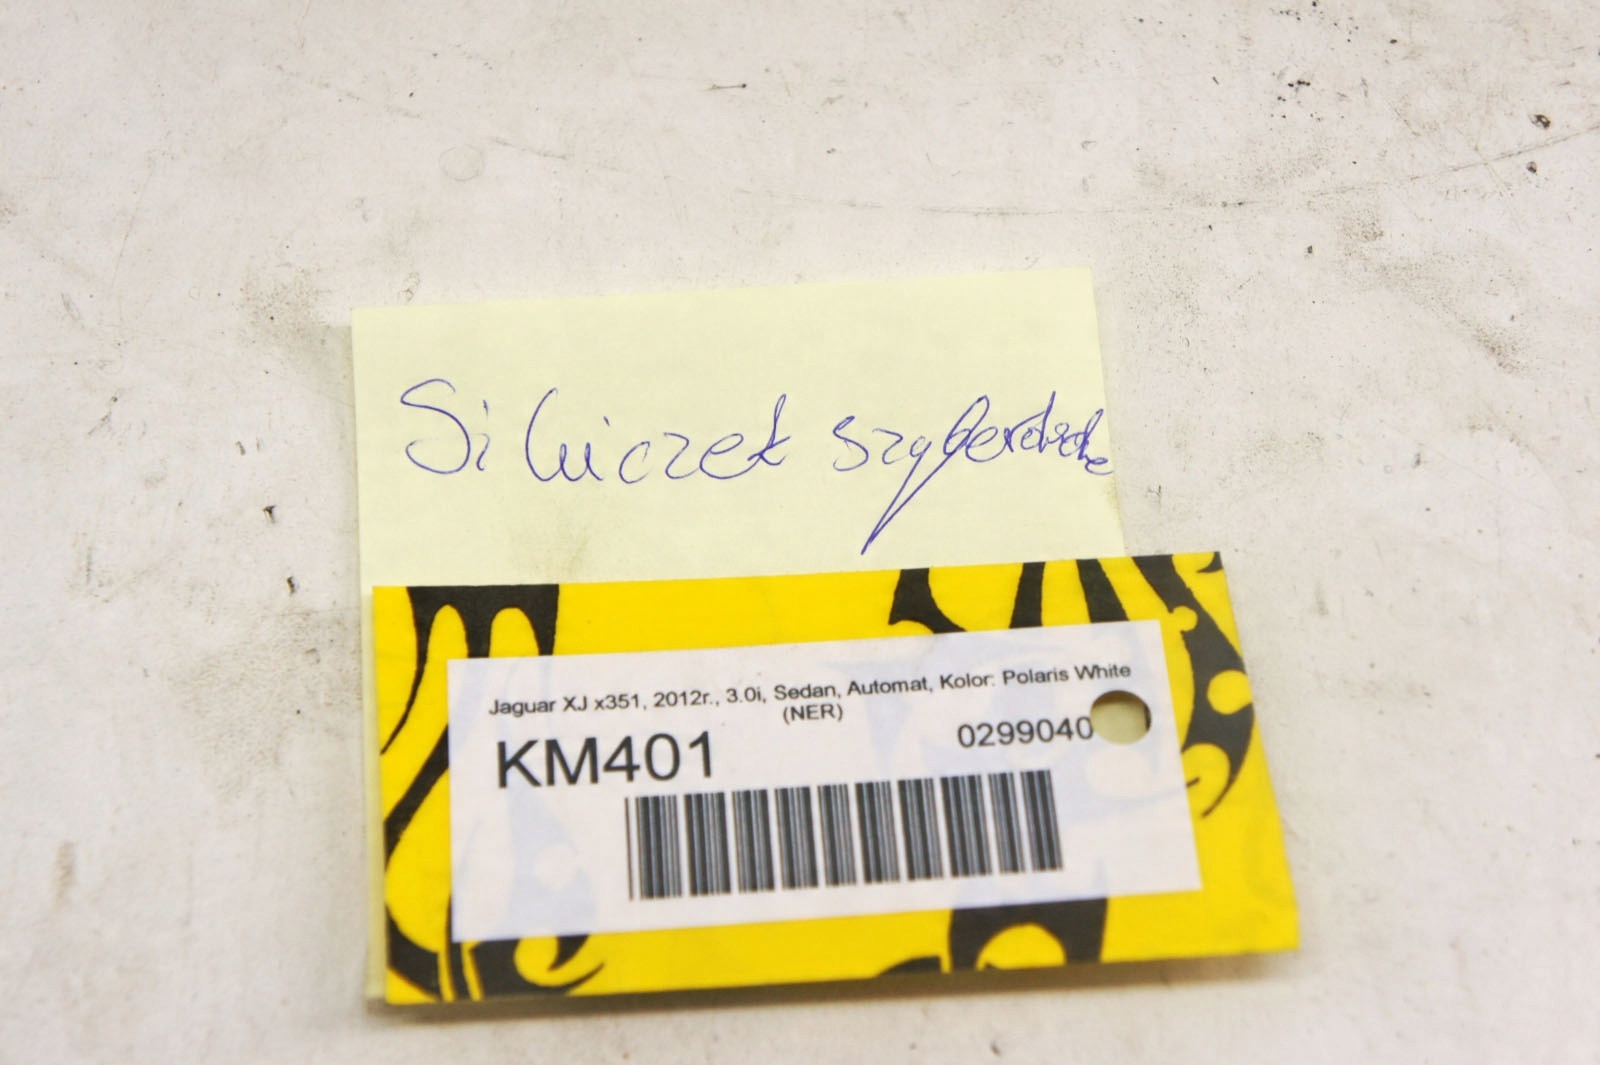 Silniczek szyberdachu
Jaguar XJ x351, 2012r., 3.0i, Sedan, Automat, Kolor: Polaris White
(NER)
KM401 0299040